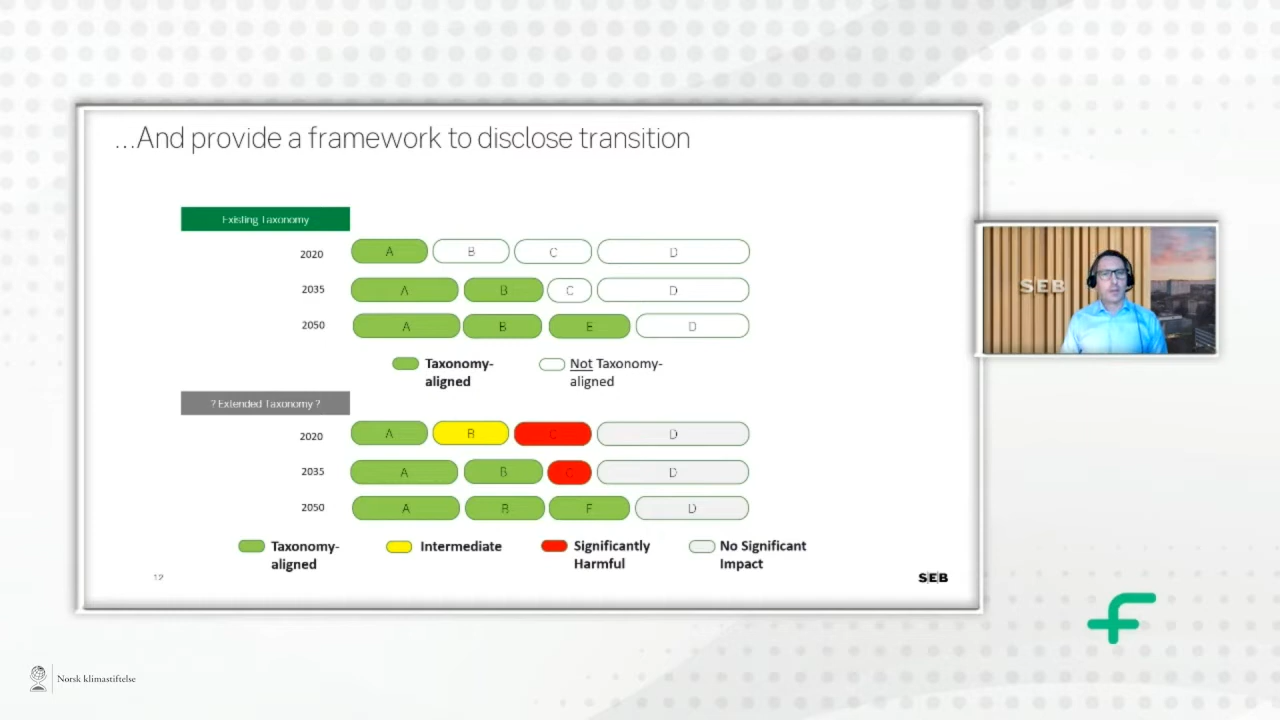 ...And provide a framework to disclose transition
Existing Taxonomy
2020 A B C D
2035 A B C D
2050 A B E D
Taxonomy-
aligned
Not Taxonomy-
aligned
? Extended Taxonomy ?
2020 A B C D
2035 A B C D
2050 A B F D
Taxonomy-
aligned
Intermediate
Significantly
Harmful
No Significant
Impact
12
SEB
SEB
Norsk klimastiftelse